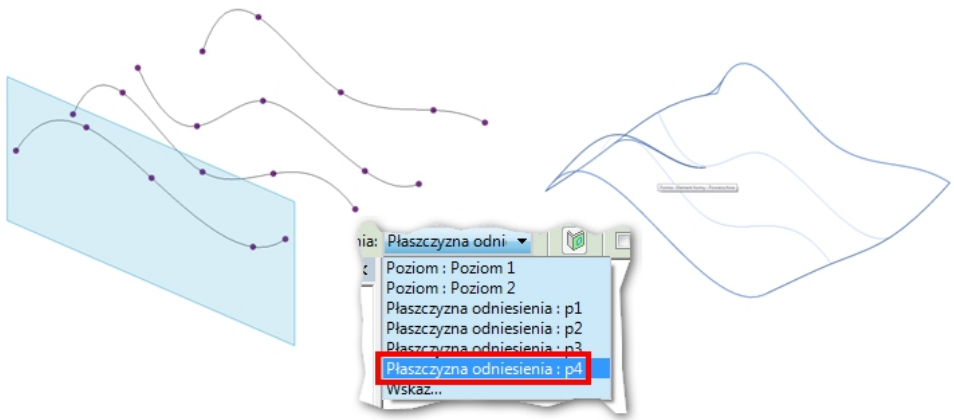 nia: Płaszczyzna odni
Poziom : Poziom 1
Poziom : Poziom 2
Płaszczyzna odniesienia : p1
Płaszczyzna odniesienia : p2
Płaszczyzna odniesienia : p3
Płaszczyzna odniesienia : p4
Wskaż...